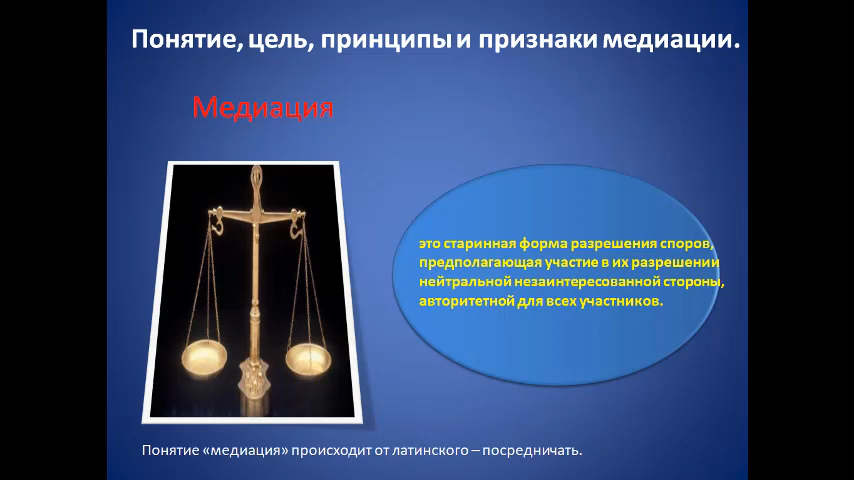 Понятие, цель, принципы и признаки медиации.
Медиация
это старинная форма разрешения споров,
предполагающая участие в их разрешении
нейтральной незаинтересованной стороны,
авторитетной для всех участников.
Понятие «медиация» происходит от латинского – посредничать.